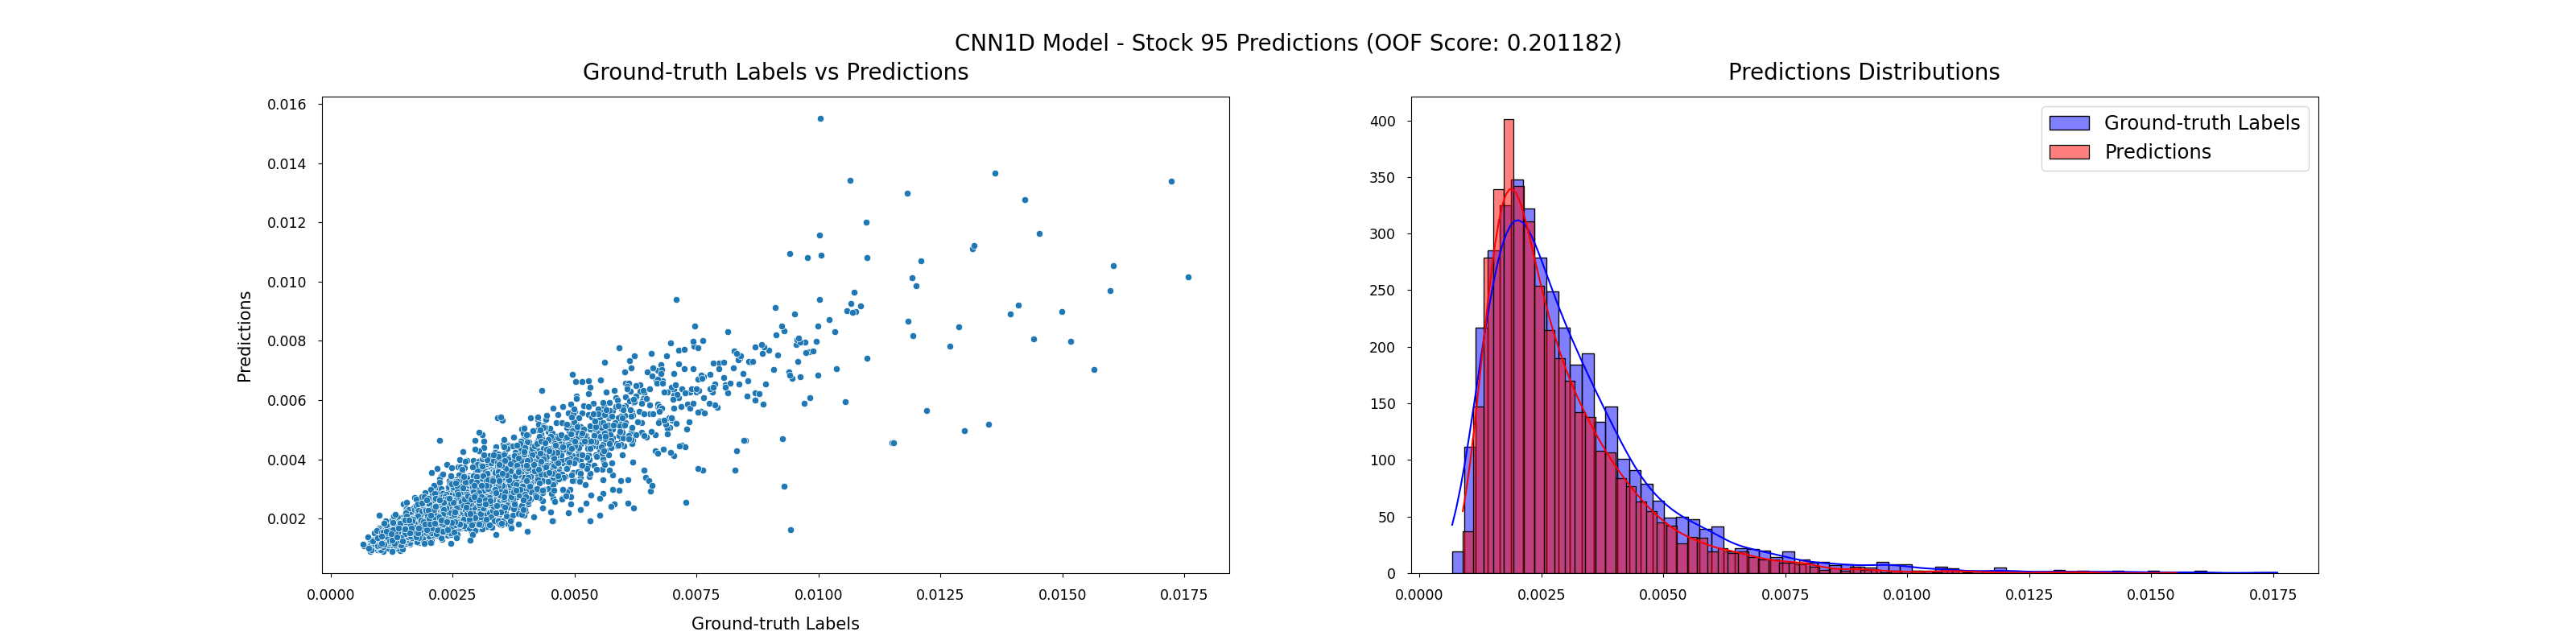 CNN1D Model - Stock 95 Predictions (OOF Score: 0.201182)
Ground-truth Labels vs Predictions
0.016
0.014
0.012
0.010
0.008
0.006
0.004
0.002
Predictions
0.0000 0.0025 0.0050 0.0075 0.0100 0.0125 0.0150 0.0175
Ground-truth Labels
Predictions Distributions
Ground-truth Labels
Predictions
400
350
300
250
200
150
100
50
0
0.0000 0.0025 0.0050 0.0075 0.0100 0.0125 0.0150 0.0175